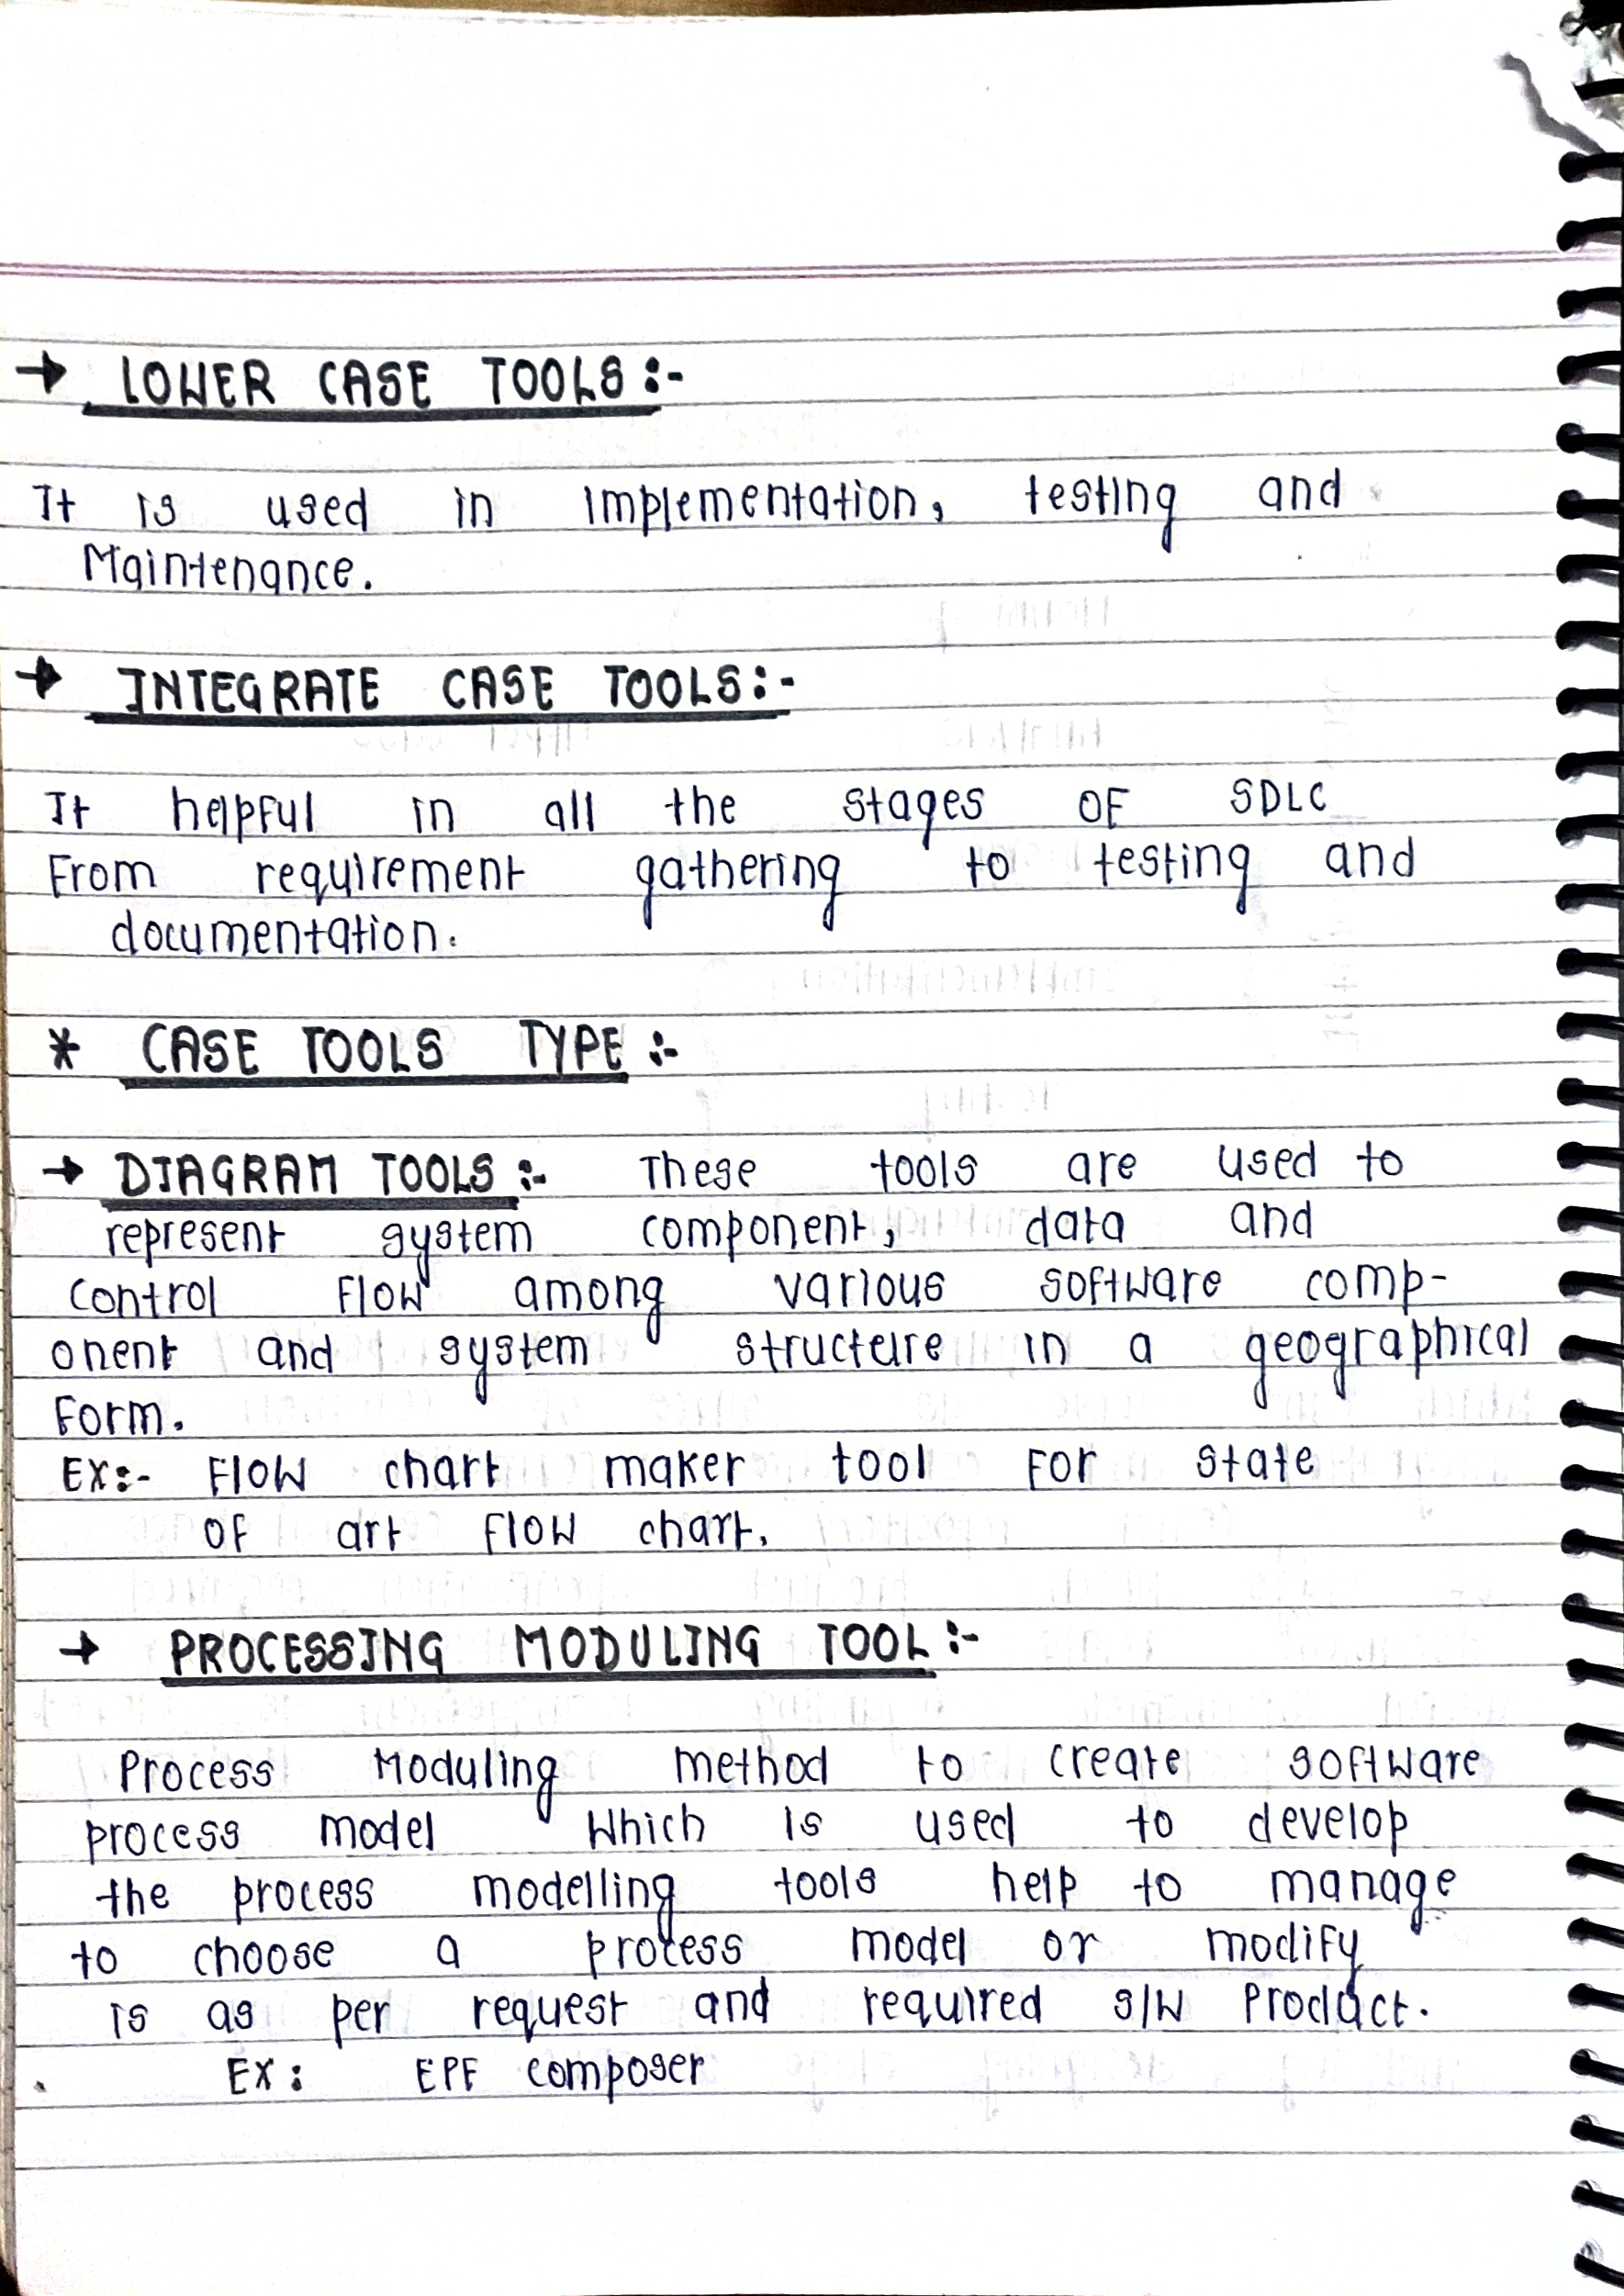 → LOWER CASE TOOLS :-
It is used in implementation, testing and
Maintenance.
→ INTEGRATE CASE TOOLS :-
It helpful in all the stages OF SDLC
From requirement gathering to testing and
documentation.
* CASE TOOLS TYPE :-
→ DIAGRAM TOOLS :- These tools are used to
represent system component, data and
control Flow among various software comp-
onent and system structure in a geographical
Form.
EX:- Flow chart maker tool For state
OF art Flow chart.
→ PROCESSING MODULING TOOL :-
Process Moduling method to create software
process model which is used to develop
the process modelling tools help to manage
to choose a process model or modify
is as per request and required S/W Product.
EX: EPF composer